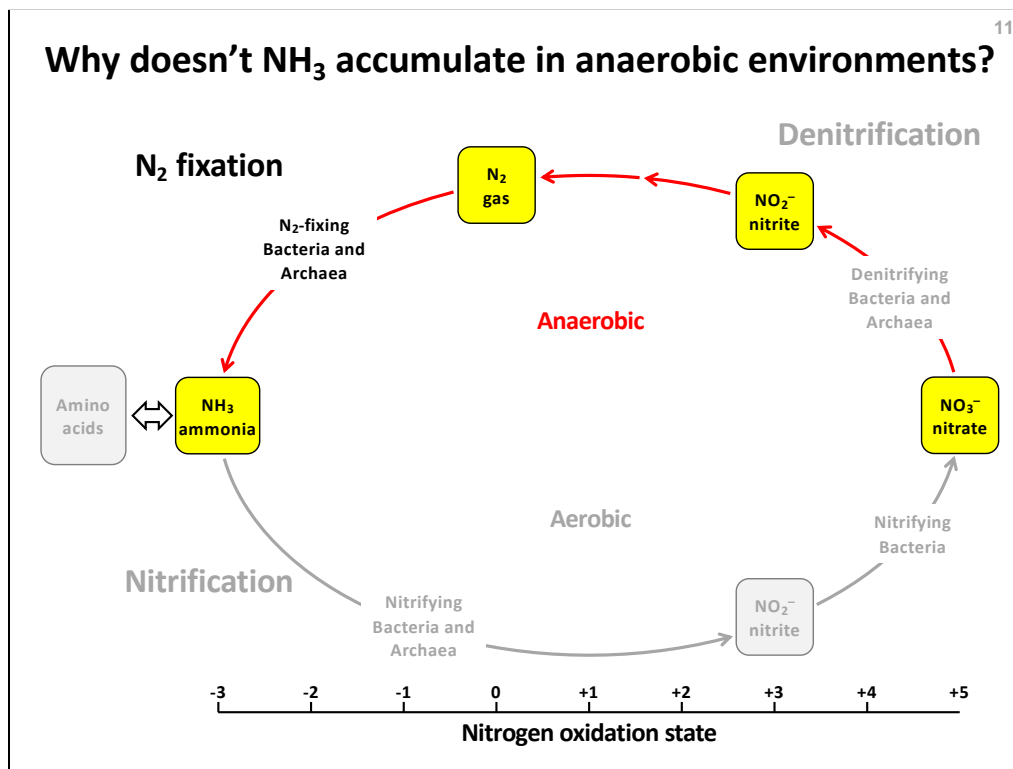 11
Why doesn’t NH₃ accumulate in anaerobic environments?
Denitrification
N₂ fixation
N₂
gas
NO₂⁻
nitrite
N₂-fixing
Bacteria and
Archaea
Denitrifying
Bacteria and
Archaea
Anaerobic
Amino
acids
NH₃
ammonia
NO₃⁻
nitrate
Aerobic
Nitrifying
Bacteria
Nitrification
Nitrifying
Bacteria and
Archaea
NO₂⁻
nitrite
-3 -2 -1 0 +1 +2 +3 +4 +5
Nitrogen oxidation state